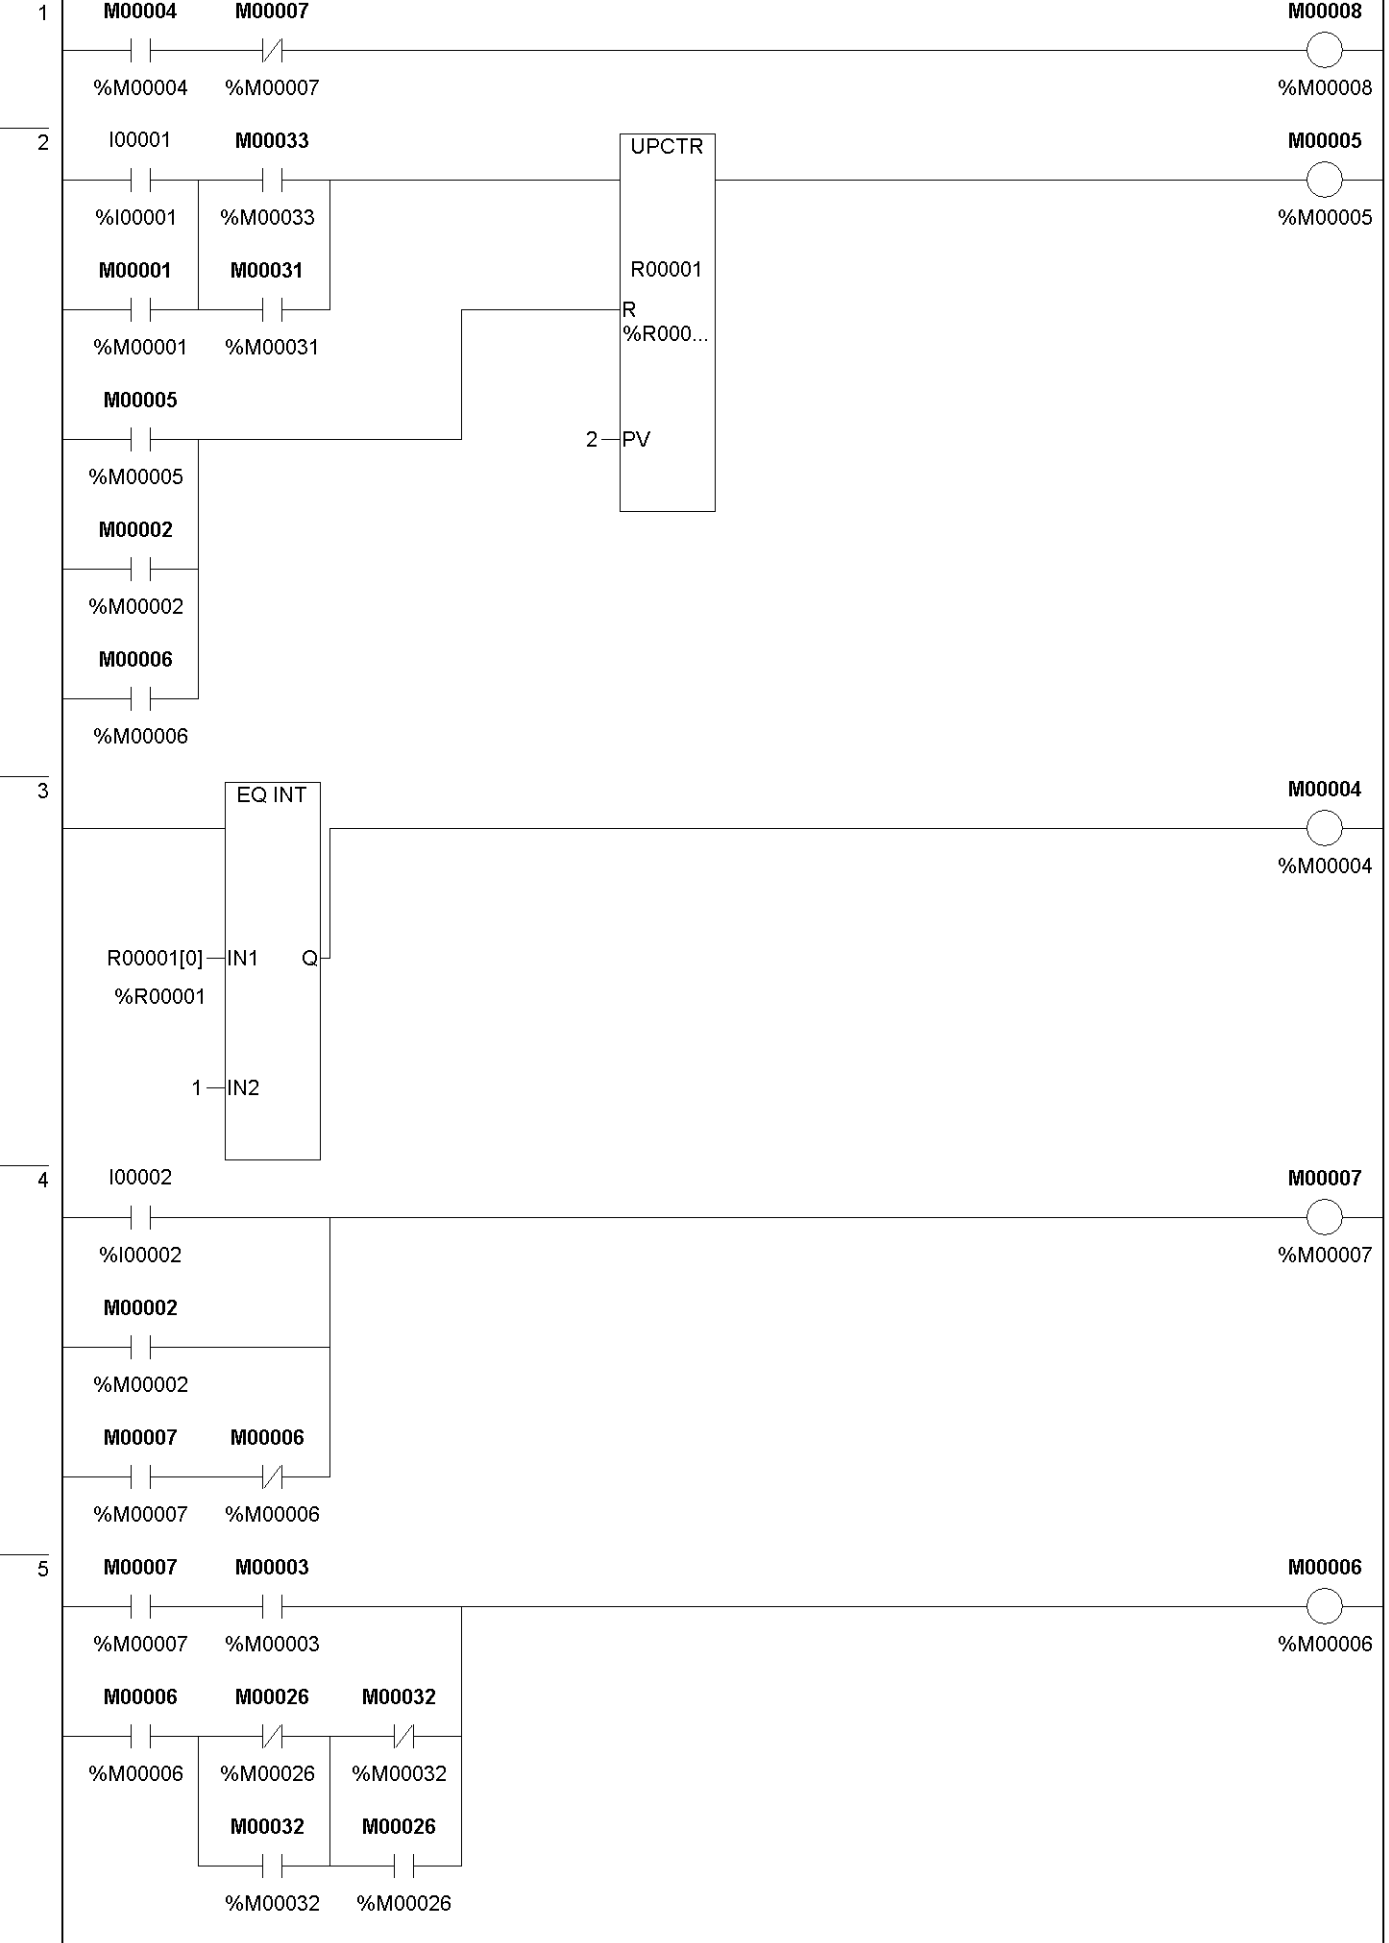 1 M00004 M00007 M00008
%M00004 %M00007 %M00008
2 I00001 M00033 UPCTR M00005
%I00001 %M00033 %M00005
M00001 M00031 R00001
R
%R000...
%M00001 %M00031
M00005
2 PV
%M00005
M00002
%M00002
M00006
%M00006
3 EQ INT M00004
%M00004
R00001[0] IN1 Q
%R00001
1 IN2
4 I00002 M00007
%I00002 %M00007
M00002
%M00002
M00007 M00006
%M00007 %M00006
5 M00007 M00003 M00006
%M00007 %M00003 %M00006
M00006 M00026 M00032
%M00006 %M00026 %M00032
M00032 M00026
%M00032 %M00026